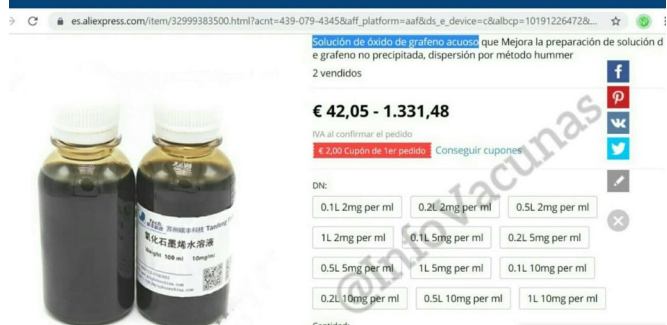 es.aliexpress.com/item/32999383500.html?acnt=439-079-4345&aff_platform=aaf&ds_e_device=c&albcp=10191226472&...
Solución de óxido de grafeno acuoso que Mejora la preparación de solución d
e grafeno no precipitada, dispersión por método hummer
2 vendidos
€ 42,05 - 1.331,48
IVA al confirmar el pedido
€ 2,00 Cupón de 1er pedido Conseguir cupones
DN:
0.1L 2mg per ml 0.2L 2mg per ml 0.5L 2mg per ml
1L 2mg per ml 0.1L 5mg per ml 0.2L 5mg per ml
0.5L 5mg per ml 1L 5mg per ml 0.1L 10mg per ml
0.2L 10mg per ml 0.5L 10mg per ml 1L 10mg per ml
@InfoVacunas
Tanfeng
氧化石墨烯水溶液
Weight 100 ml 10mg/ml